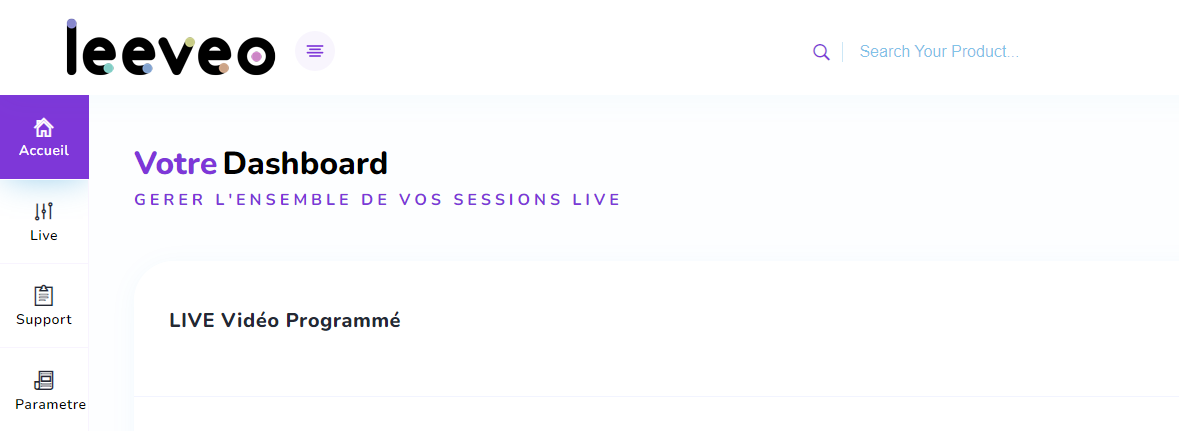 leeveo
Search Your Product...
Accueil
Votre Dashboard
GERER L'ENSEMBLE DE VOS SESSIONS LIVE
Live
Support
LIVE Vidéo Programmé
Parametre